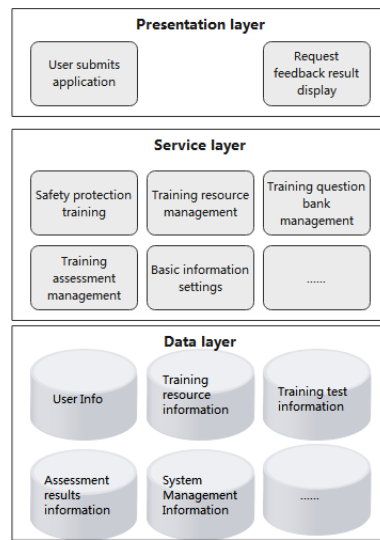 Presentation layer
User submits
application
Request
feedback result
display
Service layer
Safety protection
training
Training resource
management
Training question
bank
management
Training
assessment
management
Basic information
settings
......
Data layer
User Info
Training
resource
information
Training test
information
Assessment
results
information
System
Management
Information
......